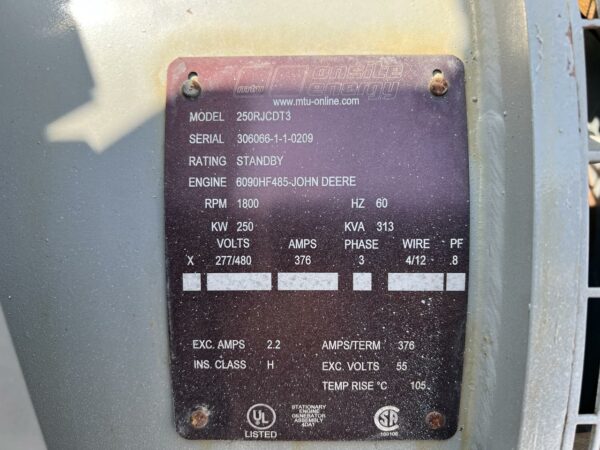 mtu onsite energy
www.mtu-online.com
MODEL 250RJCDT3
SERIAL 306066-1-1-0209
RATING STANDBY
ENGINE 6090HF485-JOHN DEERE
RPM 1800 HZ 60
KW 250 KVA 313
VOLTS AMPS PHASE WIRE PF
X 277/480 376 3 4/12 .8
EXC. AMPS 2.2 AMPS/TERM 376
INS. CLASS H EXC. VOLTS 55
TEMP RISE °C 105
UL LISTED
STATIONARY
ENGINE
GENERATOR
ASSEMBLY
4DA1
SA